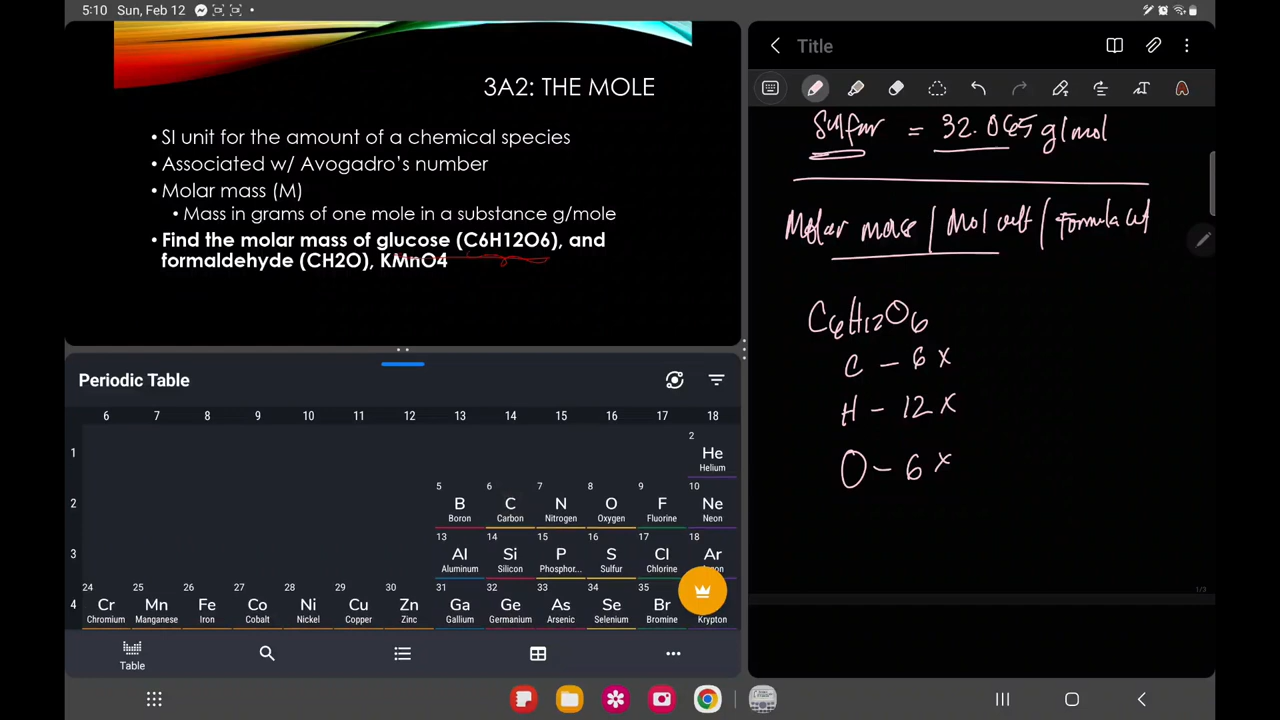 5:10 Sun, Feb 12
3A2: THE MOLE
• SI unit for the amount of a chemical species
• Associated w/ Avogadro's number
• Molar mass (M)
• Mass in grams of one mole in a substance g/mole
• Find the molar mass of glucose (C6H12O6), and
formaldehyde (CH2O), KMnO4
Periodic Table
6 7 8 9 10 11 12 13 14 15 16 17 18
1
2
He
Helium
2
5 6 7 8 9 10
B C N O F Ne
Boron Carbon Nitrogen Oxygen Fluorine Neon
3
13 14 15 16 17 18
Al Si P S Cl Ar
Aluminum Silicon Phosphor... Sulfur Chlorine
4
24 25 26 27 28 29 30 31 32 33 34 35
Cr Mn Fe Co Ni Cu Zn Ga Ge As Se Br Kr
Chromium Manganese Iron Cobalt Nickel Copper Zinc Gallium Germanium Arsenic Selenium Bromine Krypton
Table
Title
Sulfur = 32.065 g/mol
Molar mass / Mol wt / Formula wt
C6H12O6
C - 6 x
H - 12 x
O - 6 x
1/3